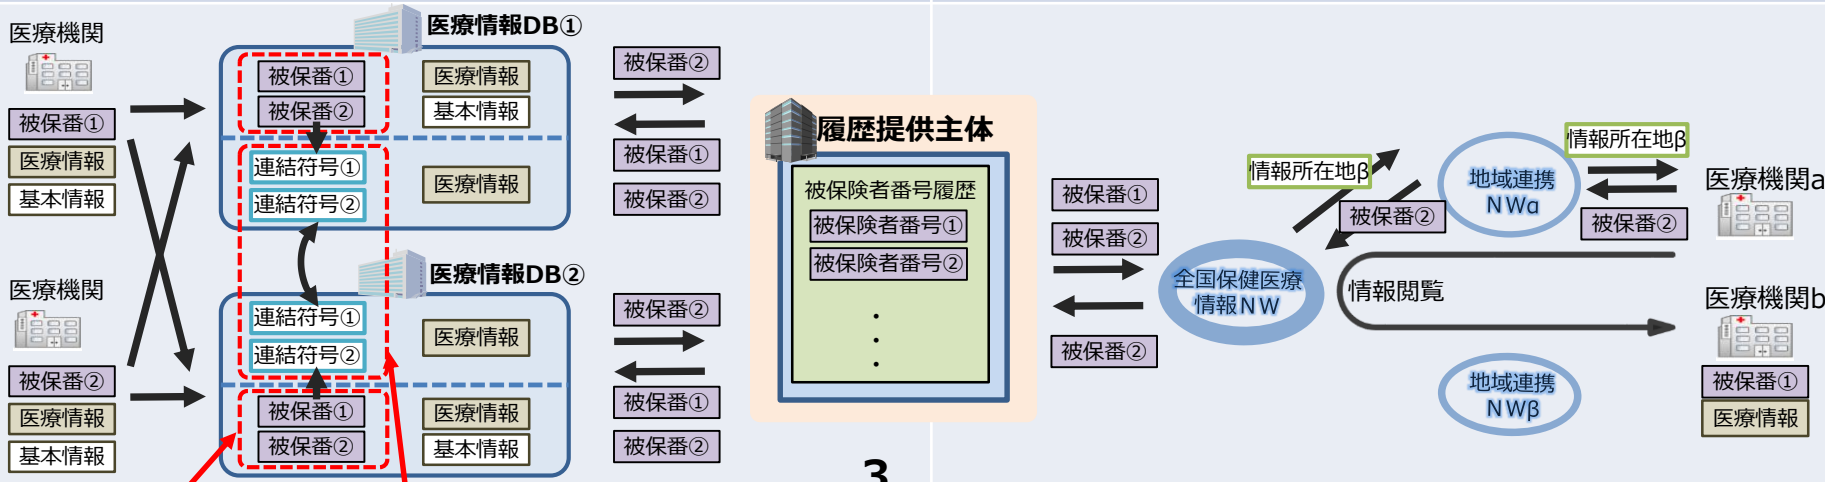 医療機関
被保番①
医療情報
基本情報
医療機関
被保番②
医療情報
基本情報
医療情報DB①
被保番①
被保番②
医療情報
基本情報
連結符号①
連結符号②
医療情報
医療情報DB②
連結符号①
連結符号②
医療情報
被保番①
被保番②
医療情報
基本情報
被保番②
被保番①
被保番②
被保番②
被保番①
被保番②
履歴提供主体
被保険者番号履歴
被保険者番号①
被保険者番号②
・
・
・
3
被保番①
被保番②
被保番②
全国保健医療
情報NW
情報所在地β
被保番②
地域連携
NWα
情報所在地β
被保番②
医療機関a
情報閲覧
医療機関b
被保番①
医療情報
地域連携
NWβ